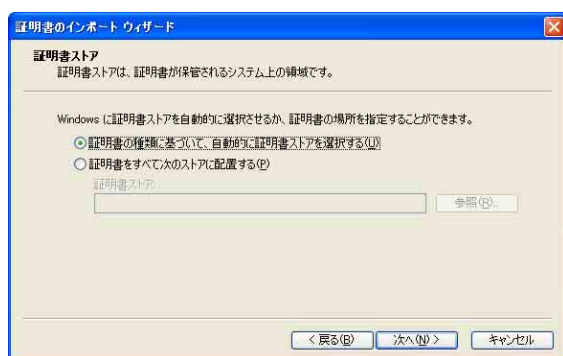 証明書のインポート ウィザード
証明書ストア
証明書ストアは、証明書が保管されるシステム上の領域です。
Windows に証明書ストアを自動的に選択させるか、証明書の場所を指定することができます。
証明書の種類に基づいて、自動的に証明書ストアを選択する(U)
証明書をすべて次のストアに配置する(P)
証明書ストア:
参照(R)...
< 戻る(B)
次へ(N) >
キャンセル